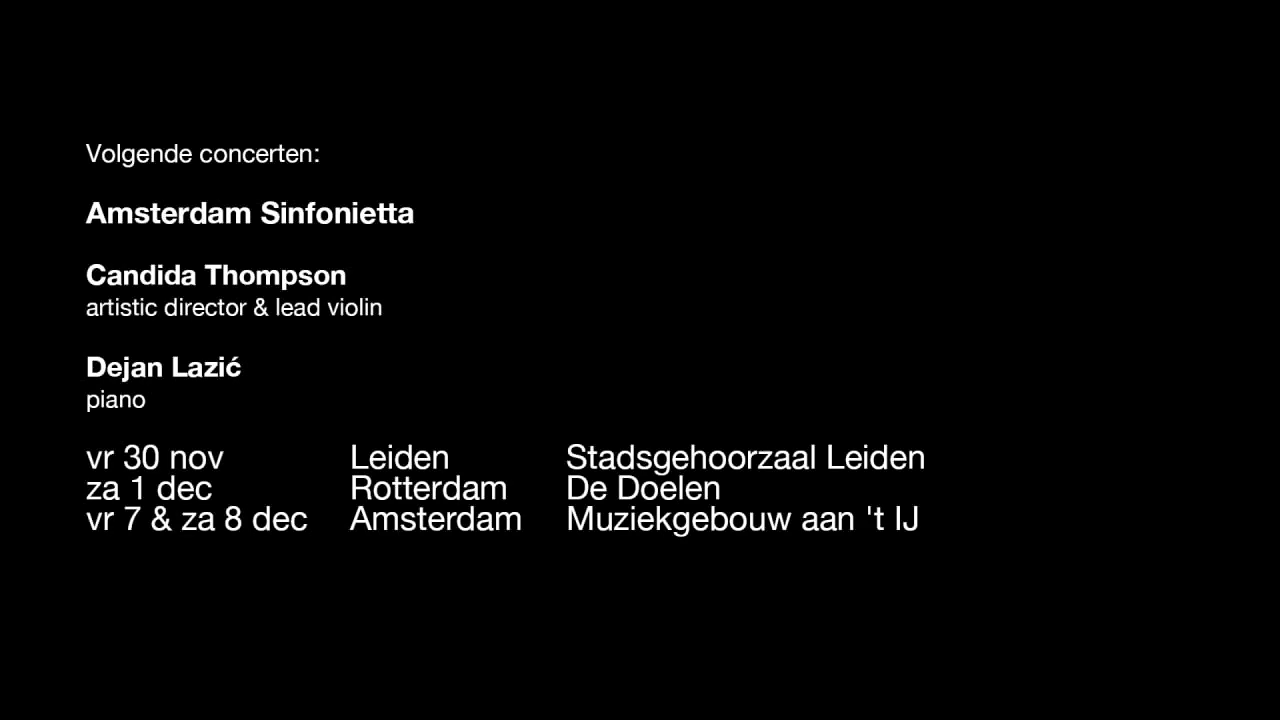 Volgende concerten:
Amsterdam Sinfonietta
Candida Thompson
artistic director & lead violin
Dejan Lazić
piano
vr 30 nov Leiden Stadsgehoorzaal Leiden
za 1 dec Rotterdam De Doelen
vr 7 & za 8 dec Amsterdam Muziekgebouw aan 't IJ